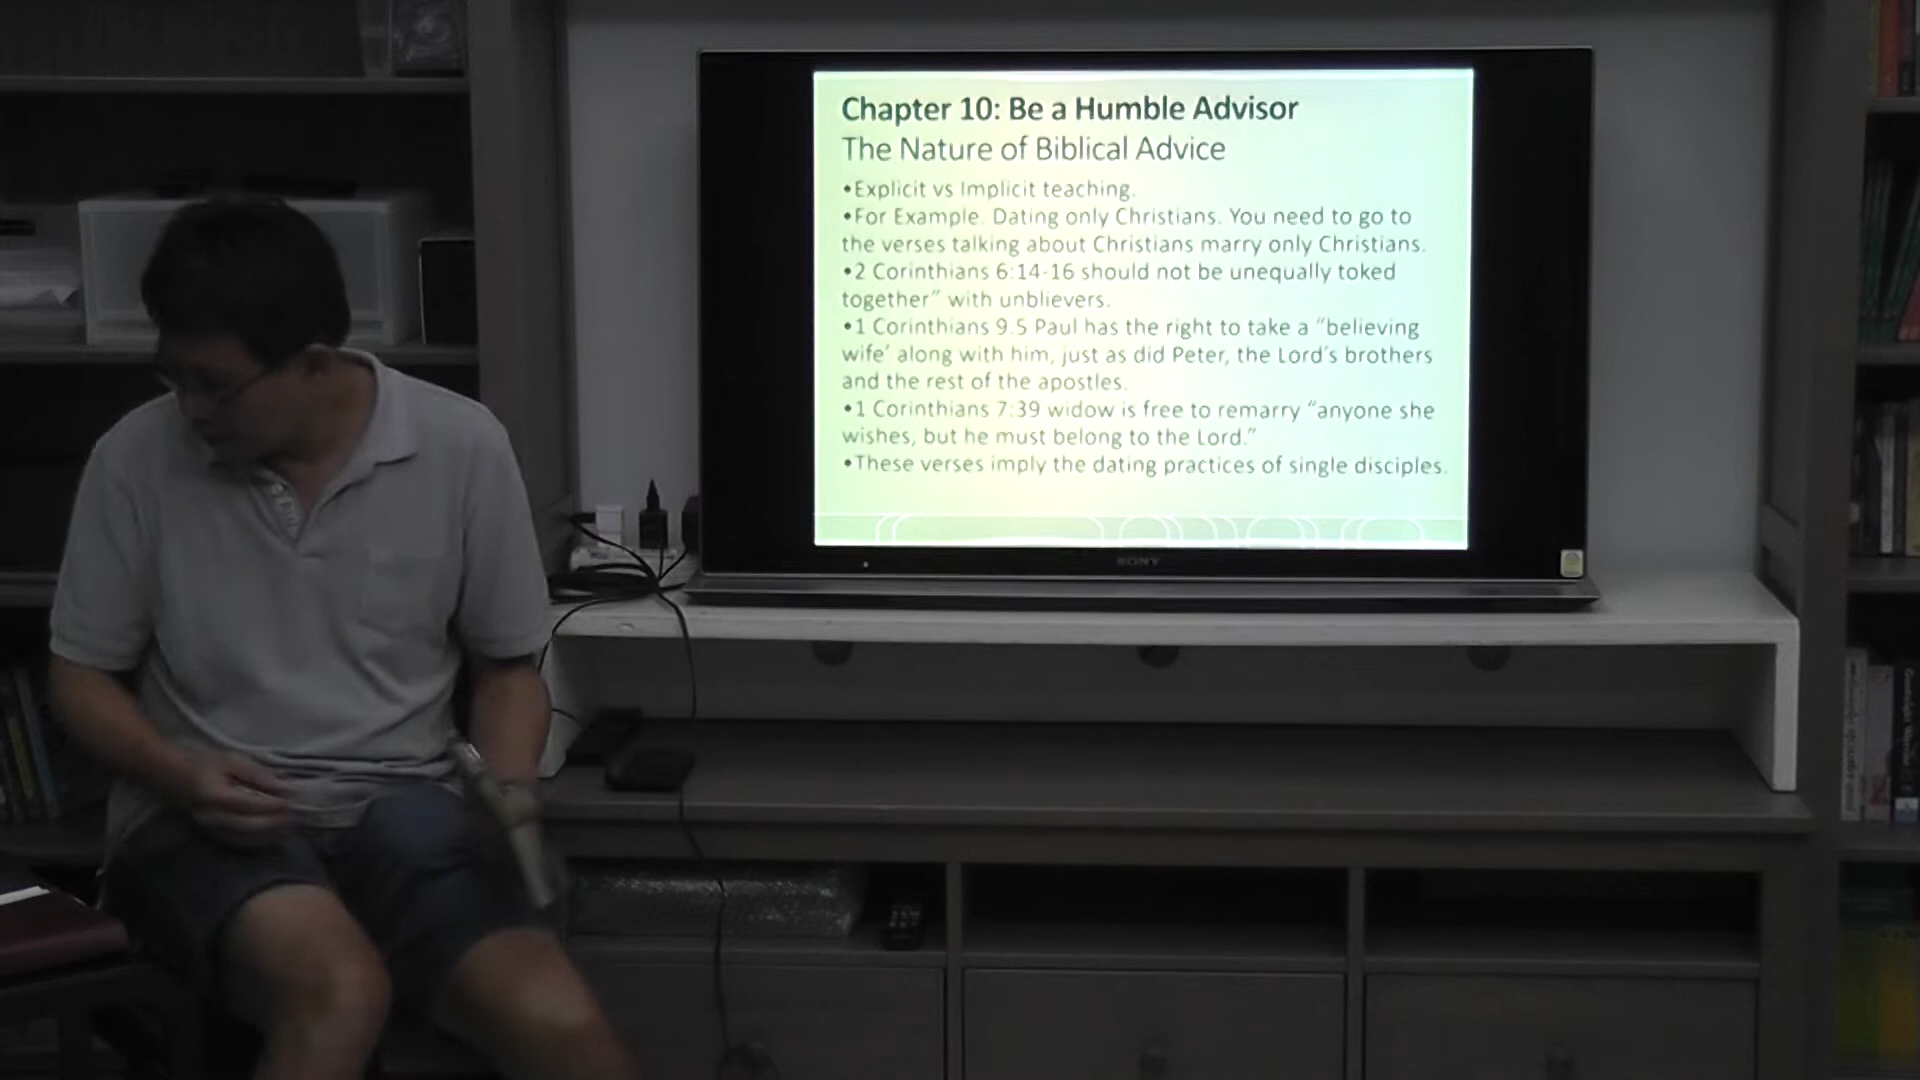 Chapter 10: Be a Humble Advisor
The Nature of Biblical Advice
•Explicit vs Implicit teaching.
•For Example. Dating only Christians. You need to go to
the verses talking about Christians marry only Christians.
•2 Corinthians 6:14-16 should not be unequally toked
together” with unblievers.
•1 Corinthians 9.5 Paul has the right to take a “believing
wife’ along with him, just as did Peter, the Lord’s brothers
and the rest of the apostles.
•1 Corinthians 7:39 widow is free to remarry “anyone she
wishes, but he must belong to the Lord.”
•These verses imply the dating practices of single disciples.
SONY